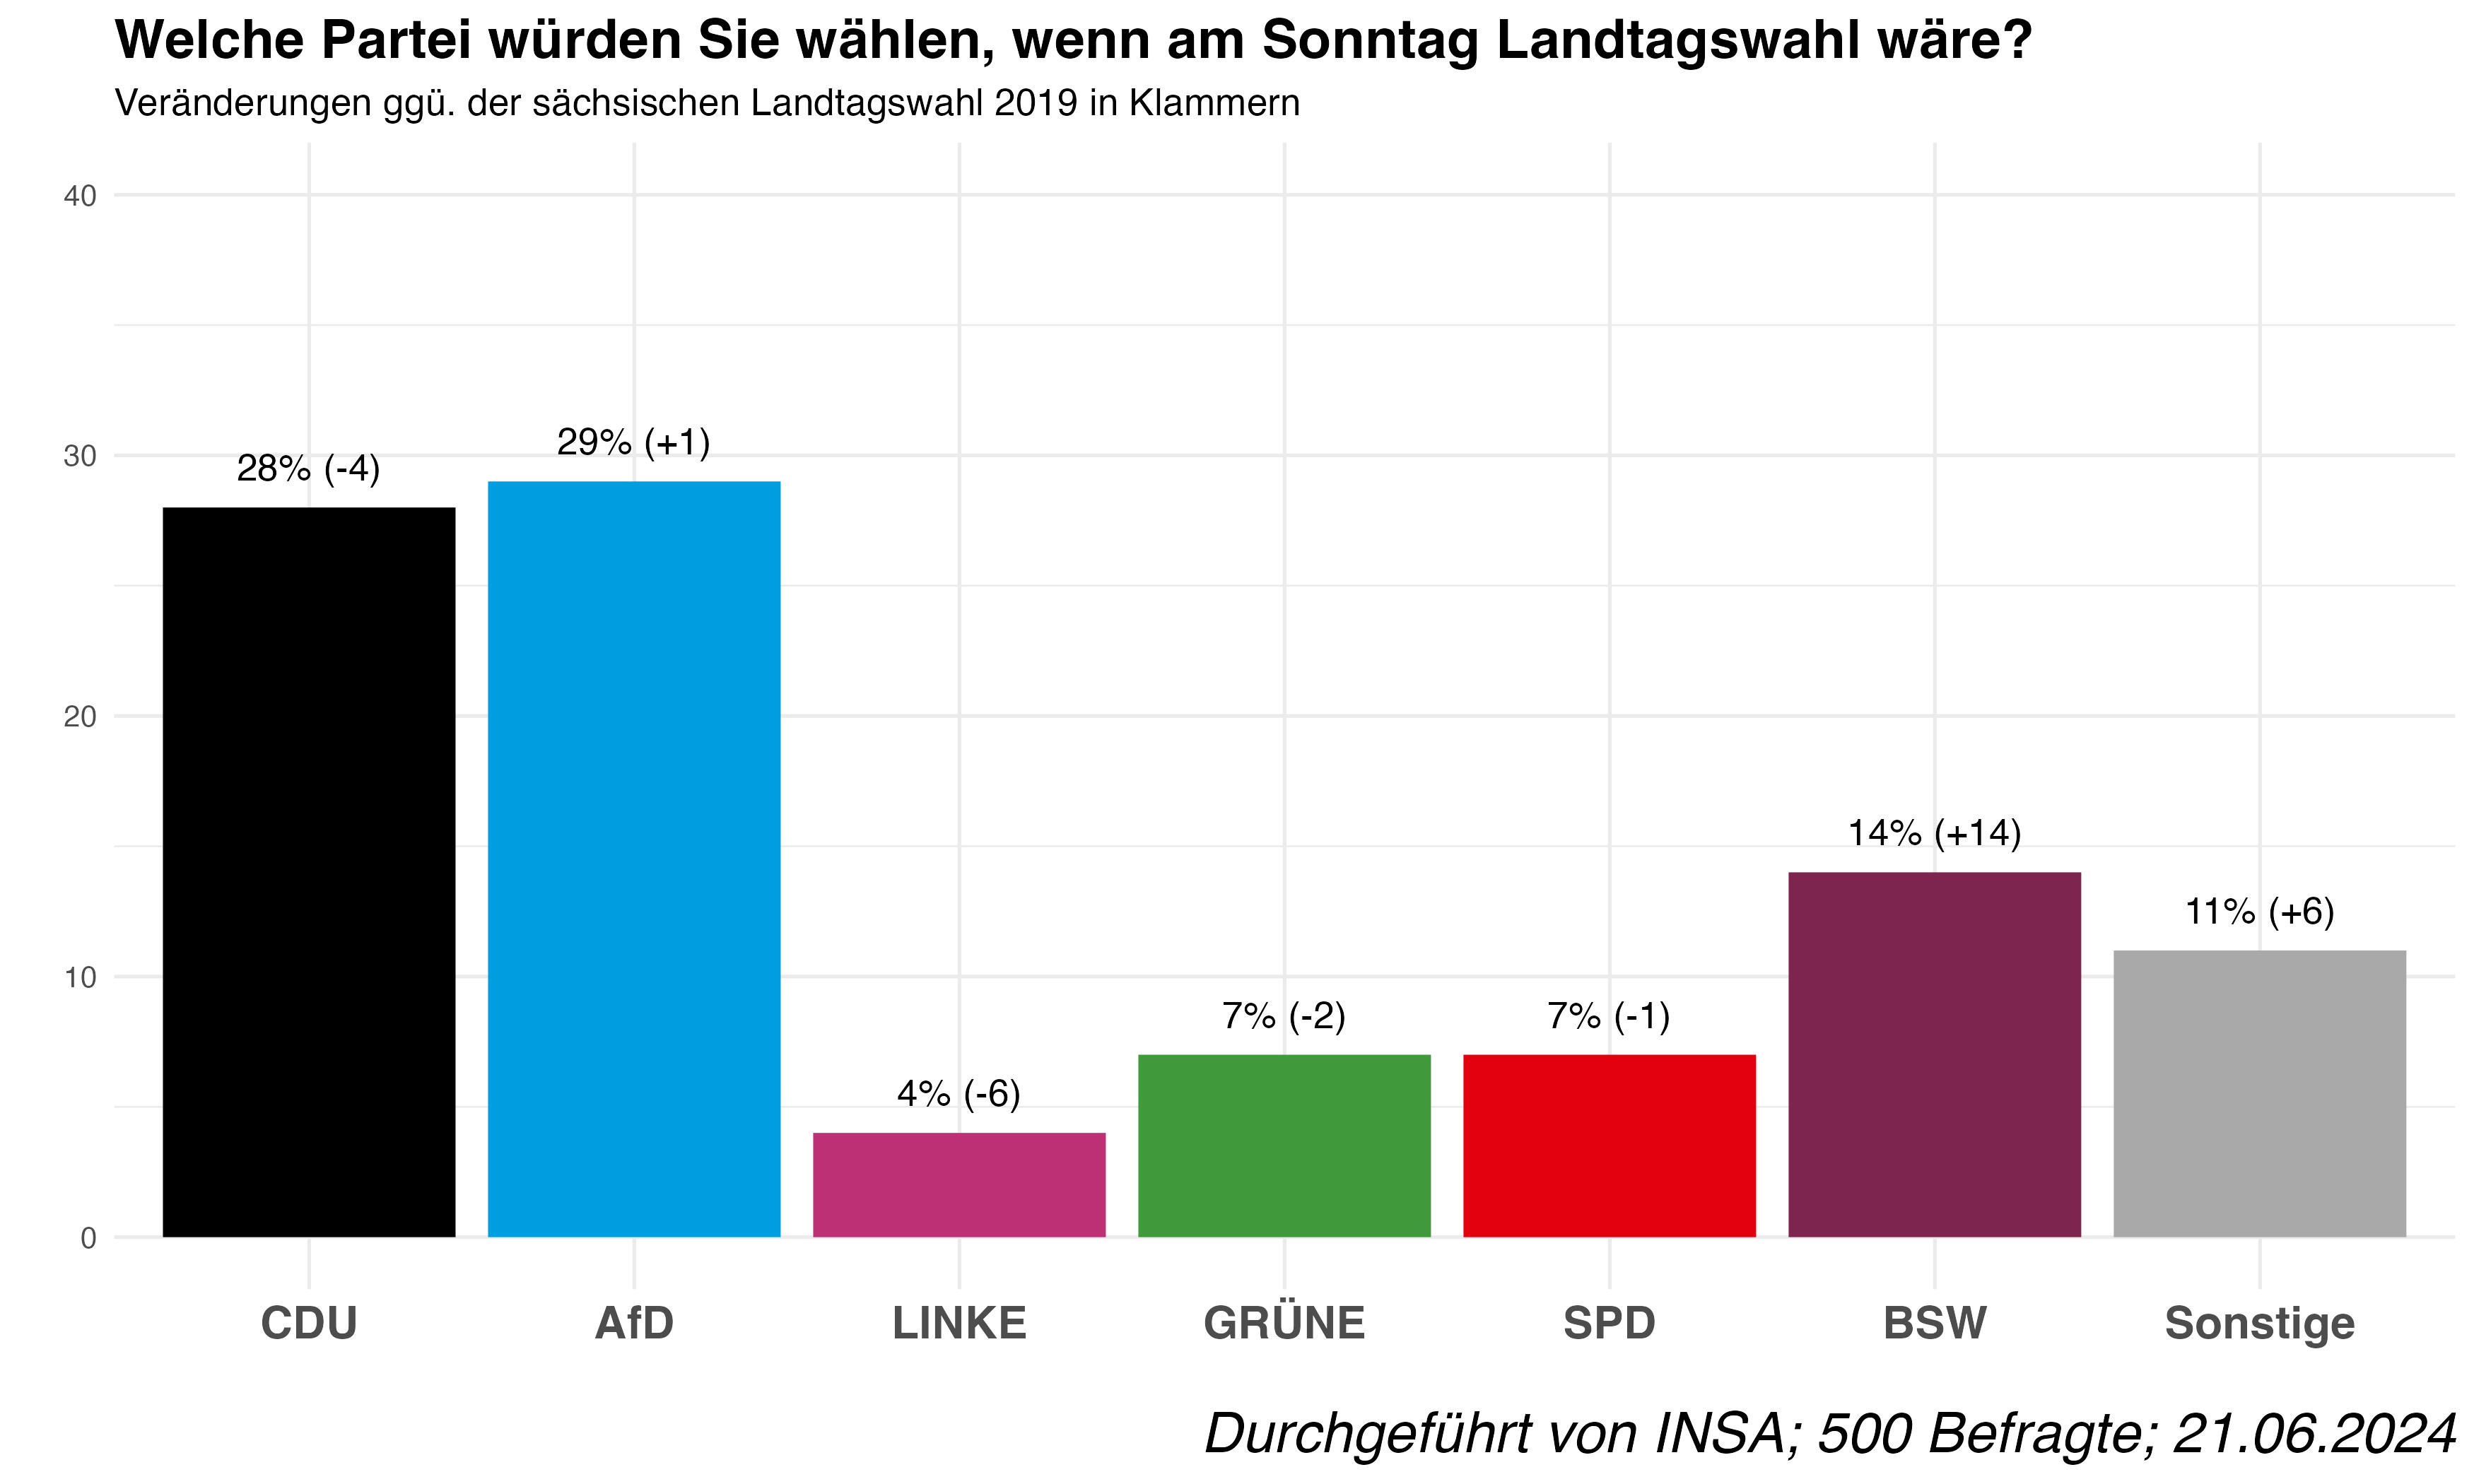 Welche Partei würden Sie wählen, wenn am Sonntag Landtagswahl wäre?
Veränderungen ggü. der sächsischen Landtagswahl 2019 in Klammern
40
30
20
10
0
28% (-4)
29% (+1)
4% (-6)
7% (-2)
7% (-1)
14% (+14)
11% (+6)
CDU
AfD
LINKE
GRÜNE
SPD
BSW
Sonstige
Durchgeführt von INSA; 500 Befragte; 21.06.2024